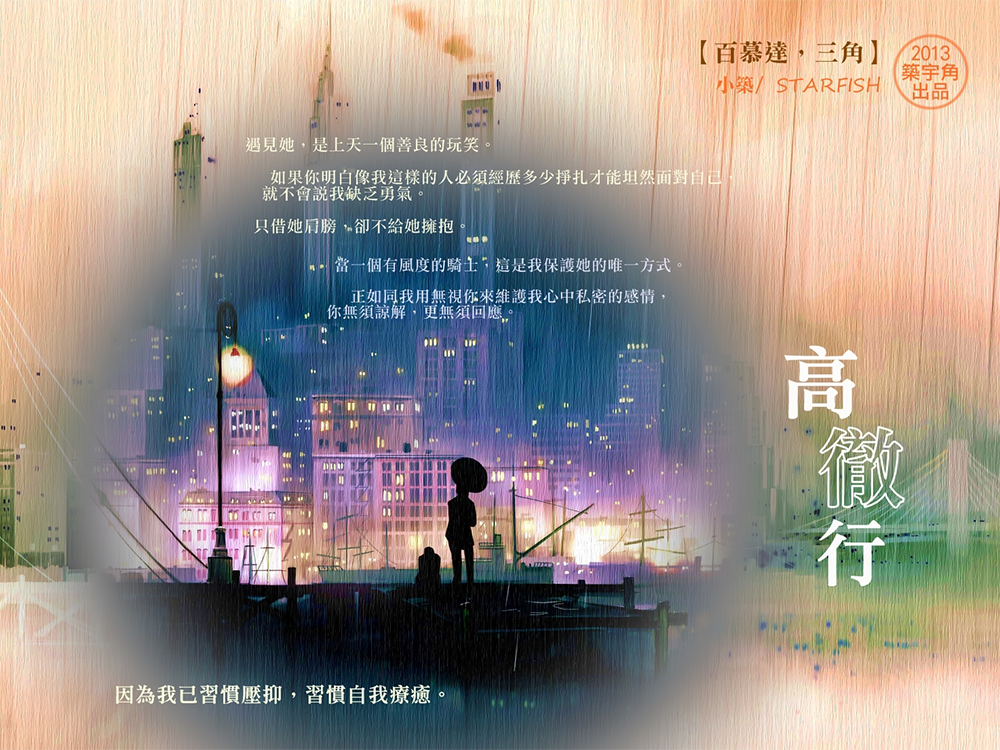 【百慕達，三角】
小築/ STARFISH
2013
築宇角
出品
遇見她，是上天一個善良的玩笑。
如果你明白像我這樣的人必須經歷多少掙扎才能坦然面對自己，
就不會說我缺乏勇氣。
只借她肩膀，卻不給她擁抱。
當一個有風度的騎士，這是我保護她的唯一方式。
正如同我用無視你來維護我心中私密的感情，
你無須諒解，更無須回應。
高
徹
行
因為我已習慣壓抑，習慣自我療癒。